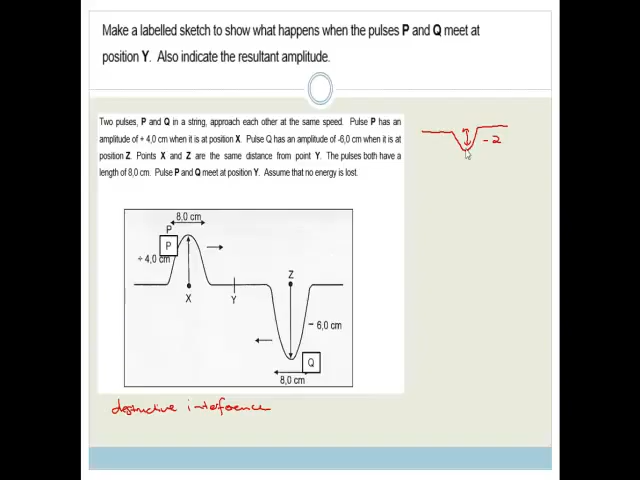 Make a labelled sketch to show what happens when the pulses P and Q meet at
position Y. Also indicate the resultant amplitude.
Two pulses, P and Q in a string, approach each other at the same speed. Pulse P has an
amplitude of + 4,0 cm when it is at position X. Pulse Q has an amplitude of -6,0 cm when it is at
position Z. Points X and Z are the same distance from point Y. The pulses both have a
length of 8,0 cm. Pulse P and Q meet at position Y. Assume that no energy is lost.
- 2
8.0 cm
P
P
+ 4,0 cm
X
Y
Z
- 6,0 cm
Q
8.0 cm
destructive interference